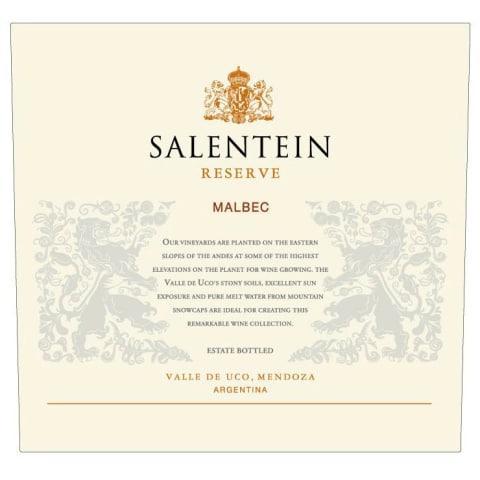 SALENTEIN
RESERVE
MALBEC
OUR VINEYARDS ARE PLANTED ON THE EASTERN
SLOPES OF THE ANDES AT SOME OF THE HIGHEST
ELEVATIONS ON THE PLANET FOR WINE GROWING. THE
VALLE DE UCO'S STONY SOILS, EXCELLENT SUN
EXPOSURE AND PURE MELT WATER FROM MOUNTAIN
SNOWCAPS ARE IDEAL FOR CREATING THIS
REMARKABLE WINE COLLECTION.
ESTATE BOTTLED
VALLE DE UCO, MENDOZA
ARGENTINA